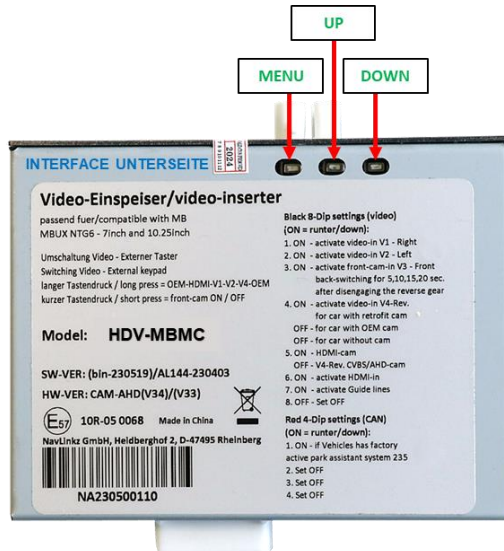 UP
MENU
DOWN
INTERFACE UNTERSEITE
2024
Video-Einspeiser/video-inserter
passend fuer/compatible with MB
MBUX NTG6 - 7inch and 10.25inch
Umschaltung Video - Externer Taster
Switching Video - External keypad
langer Tastendruck / long press = OEM-HDMI-V1-V2-V4-OEM
kurzer Tastendruck / short press = front-cam ON / OFF
Model: HDV-MBMC
SW-VER: (bin-230519)/AL144-230403
HW-VER: CAM-AHD(V34)/(V33)
E57 10R-05 0068 Made in China
NavLinkz GmbH, Heidberghof 2, D-47495 Rheinberg
NA230500110
Black 8-Dip settings (video)
(ON = runter/down):
1. ON - activate video-in V1 - Right
2. ON - activate video-in V2 - Left
3. ON - activate front-cam-in V3 - Front
back-switching for 5,10,15,20 sec.
after disengaging the reverse gear
4. ON - activate video-in V4-Rev.
for car with retrofit cam
OFF - for car with OEM cam
OFF - for car without cam
5. ON - HDMI-cam
OFF - V4-Rev. CVBS/AHD-cam
6. ON - activate HDMI-in
7. ON - activate Guide lines
8. OFF - Set OFF
Red 4-Dip settings (CAN)
(ON = runter/down):
1. ON - if Vehicles has factory
active park assistant system 235
2. Set OFF
3. Set OFF
4. Set OFF